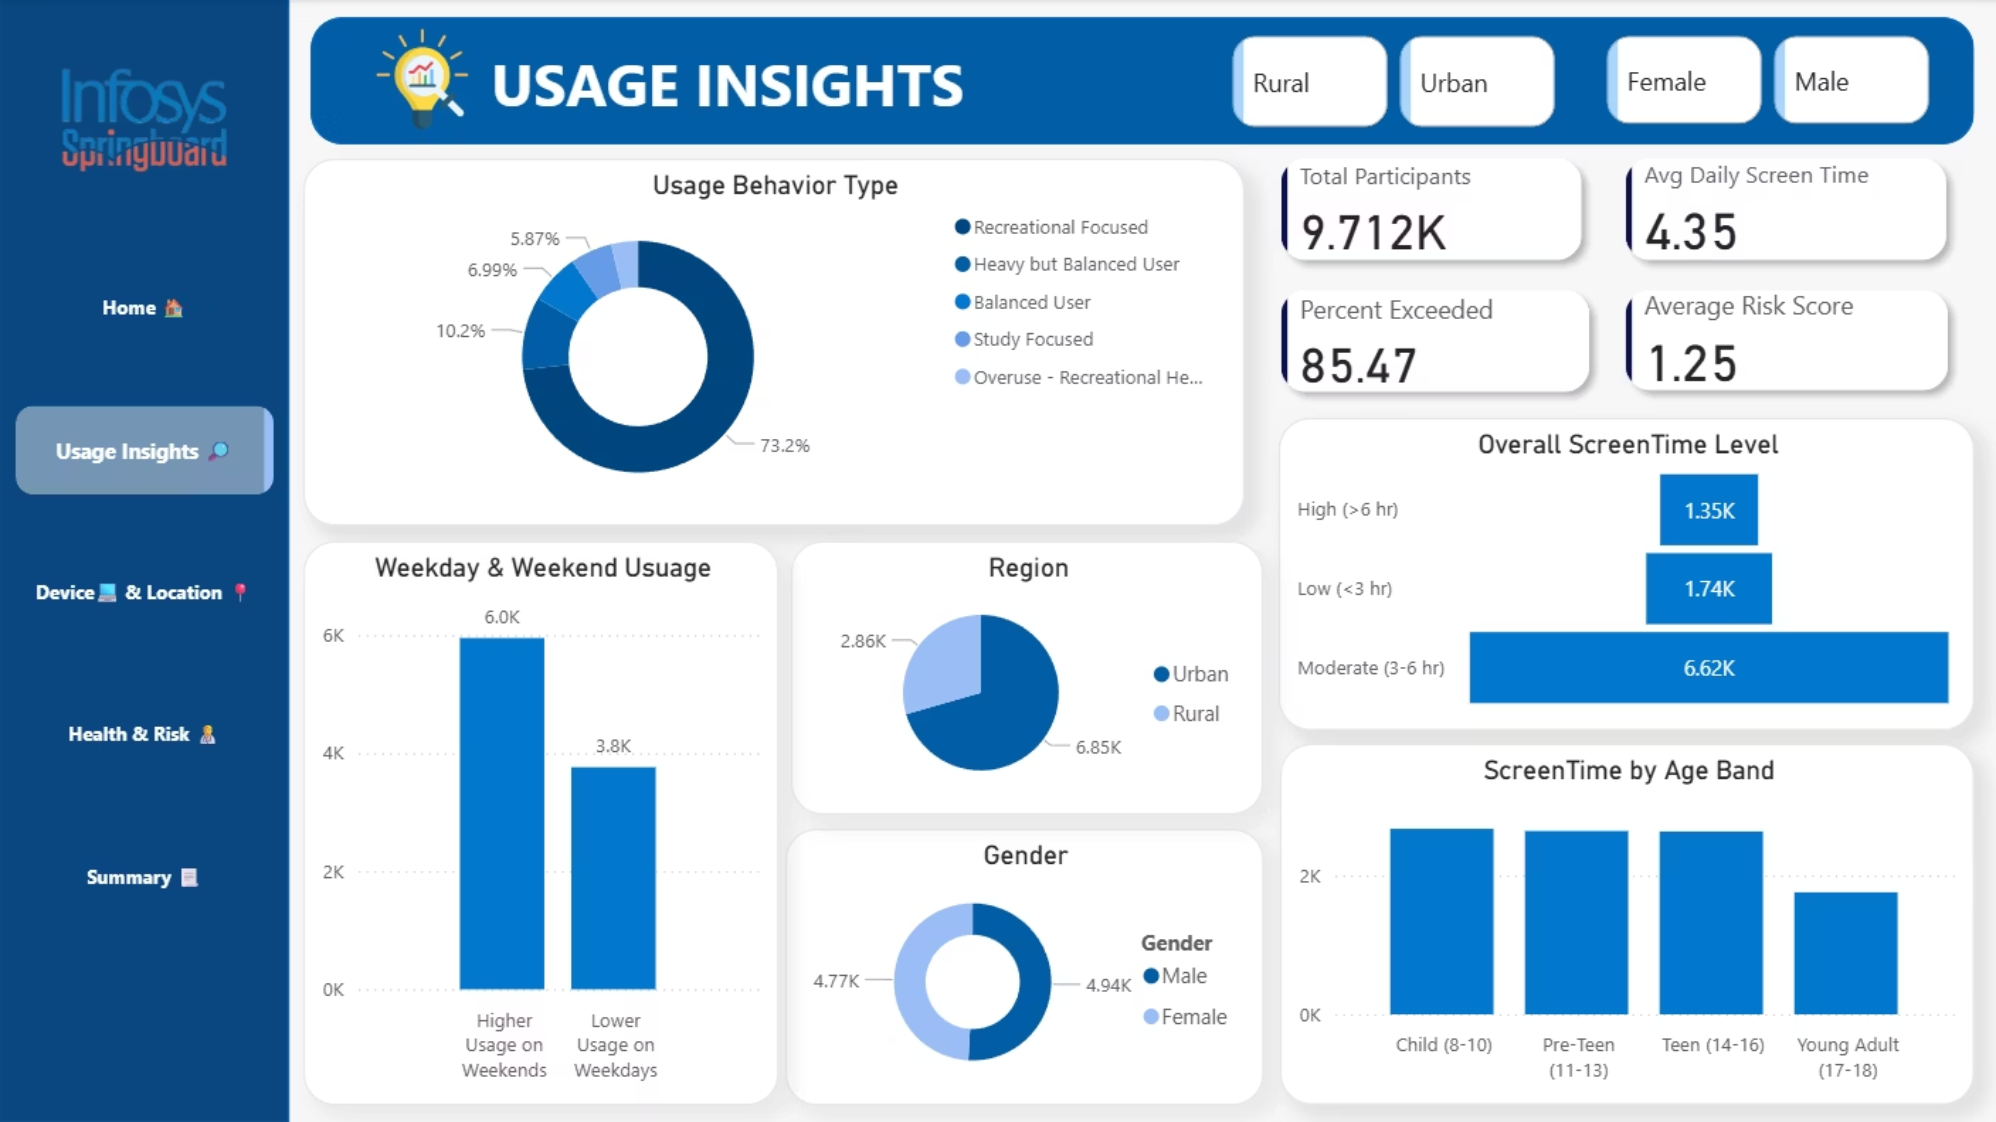 Infosys
Springboard
Home
Usage Insights
Device & Location
Health & Risk
Summary
USAGE INSIGHTS
Rural
Urban
Female
Male
Usage Behavior Type
5.87%
6.99%
10.2%
73.2%
Recreational Focused
Heavy but Balanced User
Balanced User
Study Focused
Overuse - Recreational He...
Total Participants
9.712K
Avg Daily Screen Time
4.35
Percent Exceeded
85.47
Average Risk Score
1.25
Overall ScreenTime Level
High (>6 hr)
1.35K
Low (<3 hr)
1.74K
Moderate (3-6 hr)
6.62K
Weekday & Weekend Usuage
6K
4K
2K
0K
6.0K
3.8K
Higher
Usage on
Weekends
Lower
Usage on
Weekdays
Region
2.86K
6.85K
Urban
Rural
Gender
4.77K
4.94K
Gender
Male
Female
ScreenTime by Age Band
2K
0K
Child (8-10)
Pre-Teen
(11-13)
Teen (14-16)
Young Adult
(17-18)